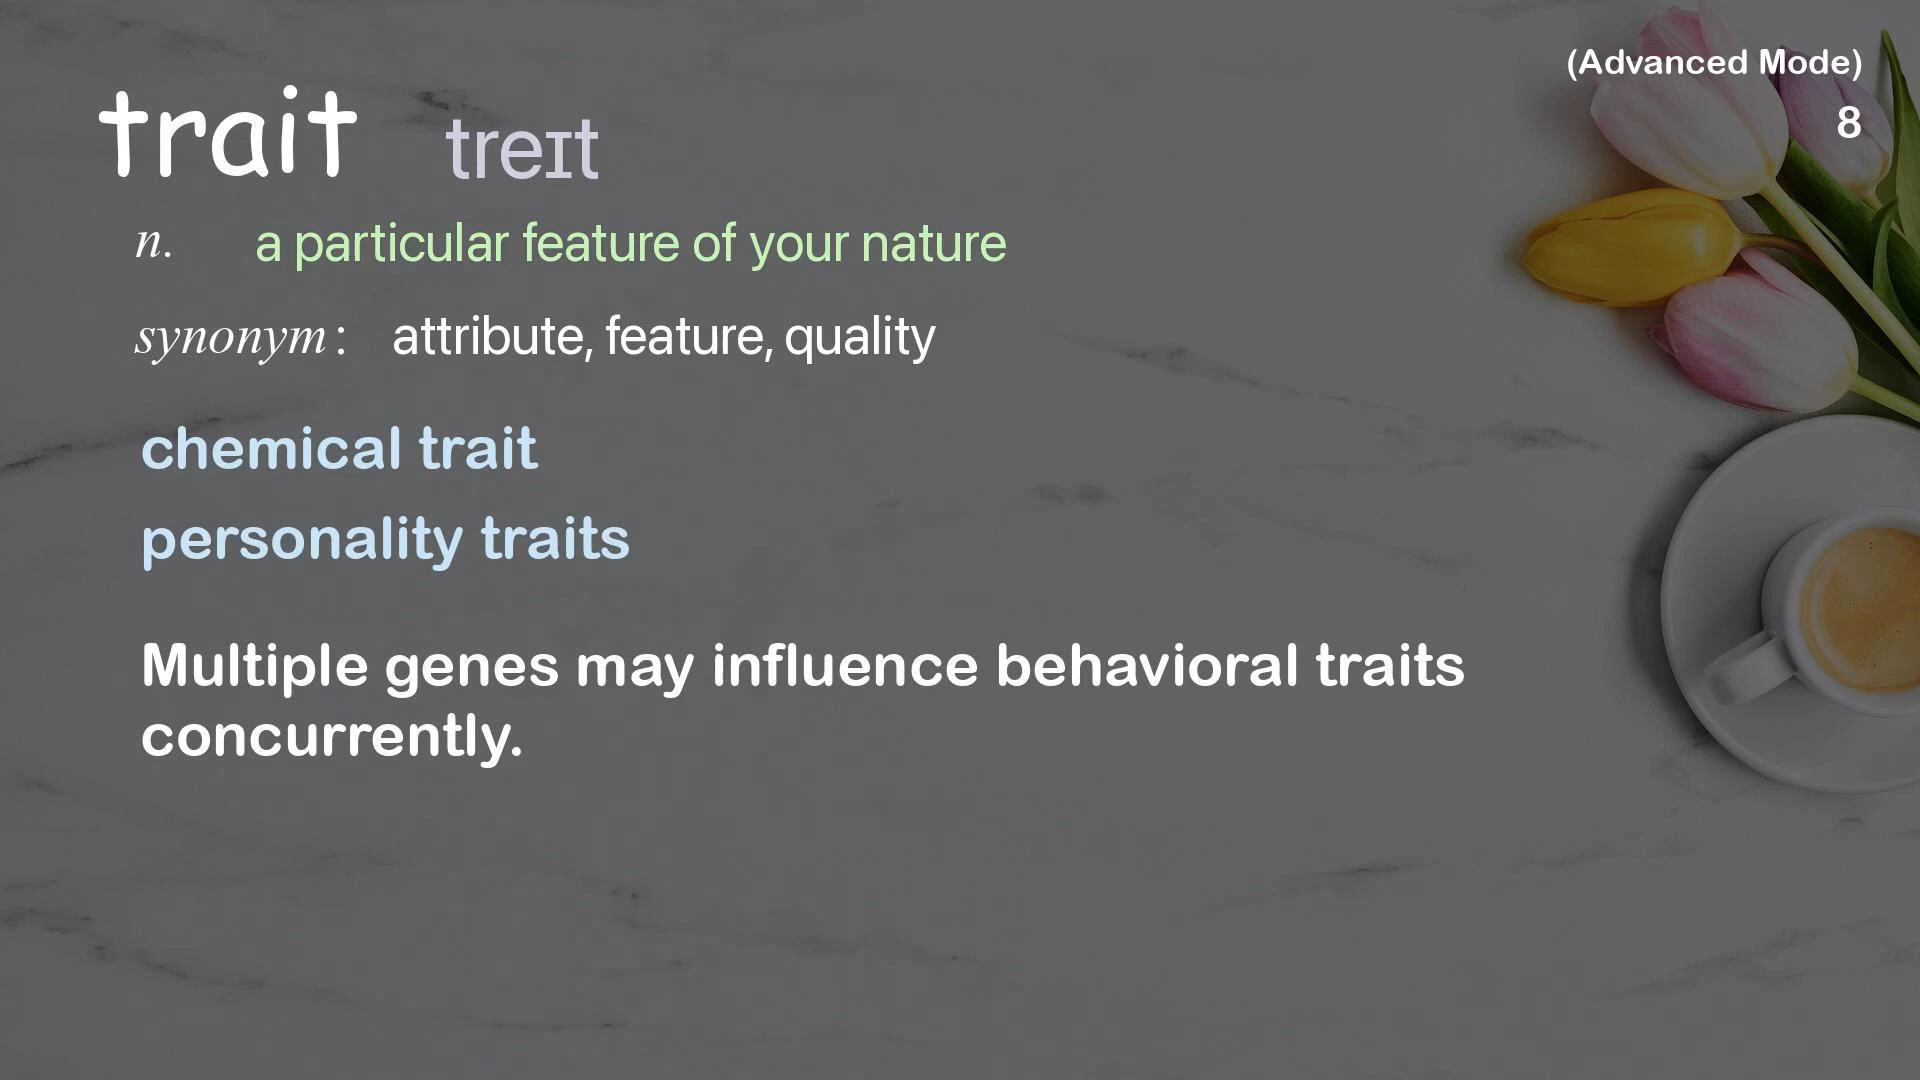 (Advanced Mode)
8
trait treɪt
n. a particular feature of your nature
synonym: attribute, feature, quality
chemical trait
personality traits
Multiple genes may influence behavioral traits
concurrently.